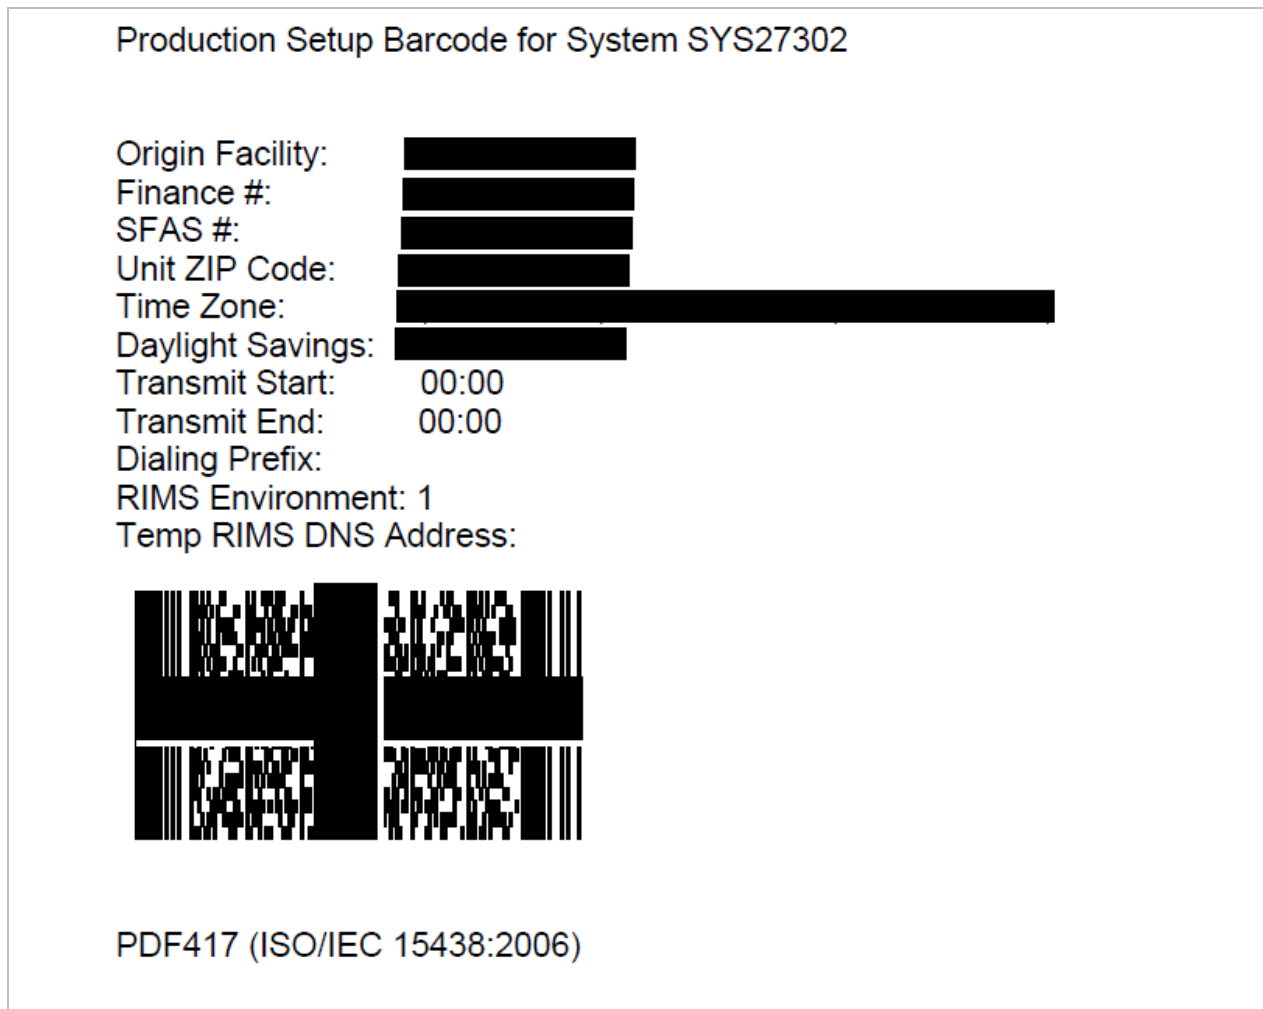 Production Setup Barcode for System SYS27302
Origin Facility:
Finance #:
SFAS #:
Unit ZIP Code:
Time Zone:
Daylight Savings:
Transmit Start: 00:00
Transmit End: 00:00
Dialing Prefix:
RIMS Environment: 1
Temp RIMS DNS Address:
PDF417 (ISO/IEC 15438:2006)